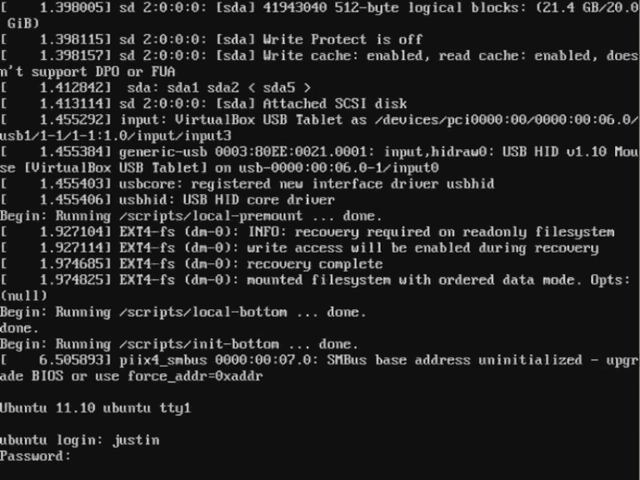 [    1.398005] sd 2:0:0:0: [sda] 41943040 512-byte logical blocks: (21.4 GB/20.0
 GiB)
[    1.398115] sd 2:0:0:0: [sda] Write Protect is off
[    1.398157] sd 2:0:0:0: [sda] Write cache: enabled, read cache: enabled, does
n't support DPO or FUA
[    1.412842]  sda: sda1 sda2 < sda5 >
[    1.413114] sd 2:0:0:0: [sda] Attached SCSI disk
[    1.455292] input: VirtualBox USB Tablet as /devices/pci0000:00/0000:00:06.0/
usb1/1-1/1-1:1.0/input/input3
[    1.455384] generic-usb 0003:80EE:0021.0001: input,hidraw0: USB HID v1.10 Mou
se [VirtualBox USB Tablet] on usb-0000:00:06.0-1/input0
[    1.455403] usbcore: registered new interface driver usbhid
[    1.455406] usbhid: USB HID core driver
Begin: Running /scripts/local-premount ... done.
[    1.927104] EXT4-fs (dm-0): INFO: recovery required on readonly filesystem
[    1.927114] EXT4-fs (dm-0): write access will be enabled during recovery
[    1.974685] EXT4-fs (dm-0): recovery complete
[    1.974825] EXT4-fs (dm-0): mounted filesystem with ordered data mode. Opts:
(null)
Begin: Running /scripts/local-bottom ... done.
done.
Begin: Running /scripts/init-bottom ... done.
[    6.505893] piix4_smbus 0000:00:07.0: SMBus base address uninitialized - upgr
ade BIOS or use force_addr=0xaddr
Ubuntu 11.10 ubuntu tty1
ubuntu login: justin
Password: